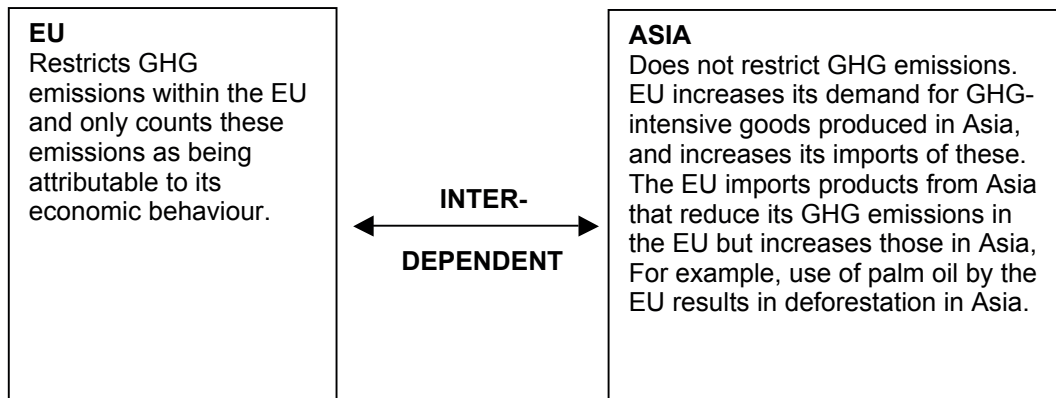 EU
Restricts GHG
emissions within the EU
and only counts these
emissions as being
attributable to its
economic behaviour.
INTER-
DEPENDENT
ASIA
Does not restrict GHG emissions.
EU increases its demand for GHG-
intensive goods produced in Asia,
and increases its imports of these.
The EU imports products from Asia
that reduce its GHG emissions in
the EU but increases those in Asia,
For example, use of palm oil by the
EU results in deforestation in Asia.